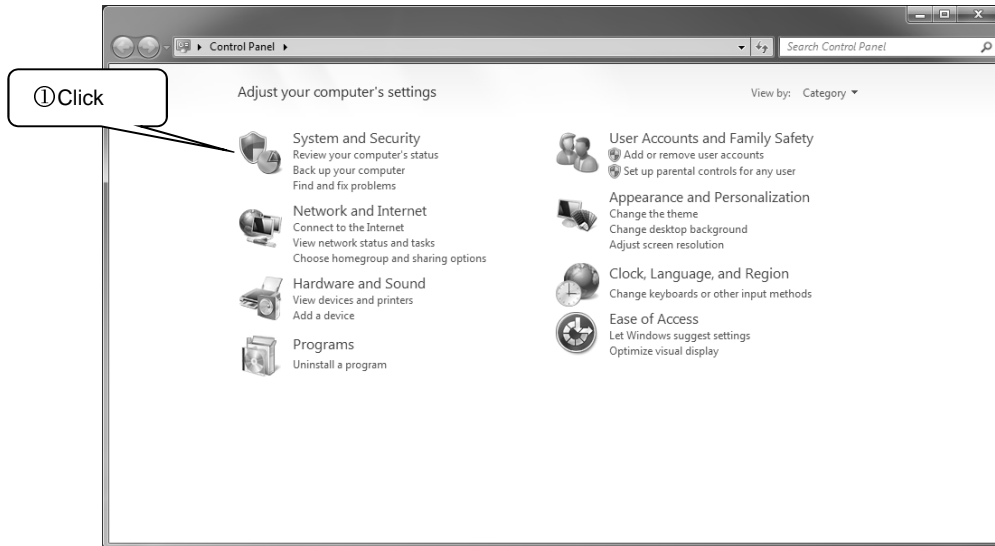 Control Panel
Search Control Panel
①Click
Adjust your computer's settings
View by: Category
System and Security
Review your computer's status
Back up your computer
Find and fix problems
Network and Internet
Connect to the Internet
View network status and tasks
Choose homegroup and sharing options
Hardware and Sound
View devices and printers
Add a device
Programs
Uninstall a program
User Accounts and Family Safety
Add or remove user accounts
Set up parental controls for any user
Appearance and Personalization
Change the theme
Change desktop background
Adjust screen resolution
Clock, Language, and Region
Change keyboards or other input methods
Ease of Access
Let Windows suggest settings
Optimize visual display